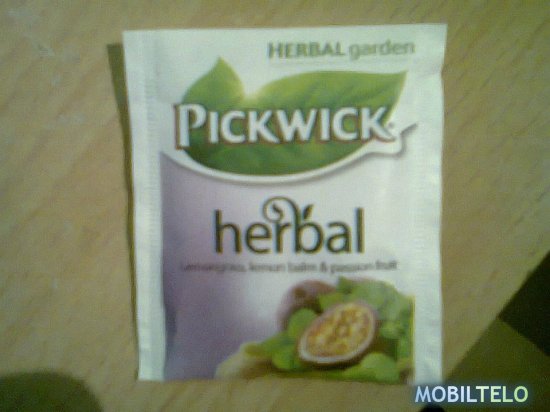 HERBAL garden
PICKWICK
herbal
Lemongrass, lemon balm & passion fruit
MOBILTELO